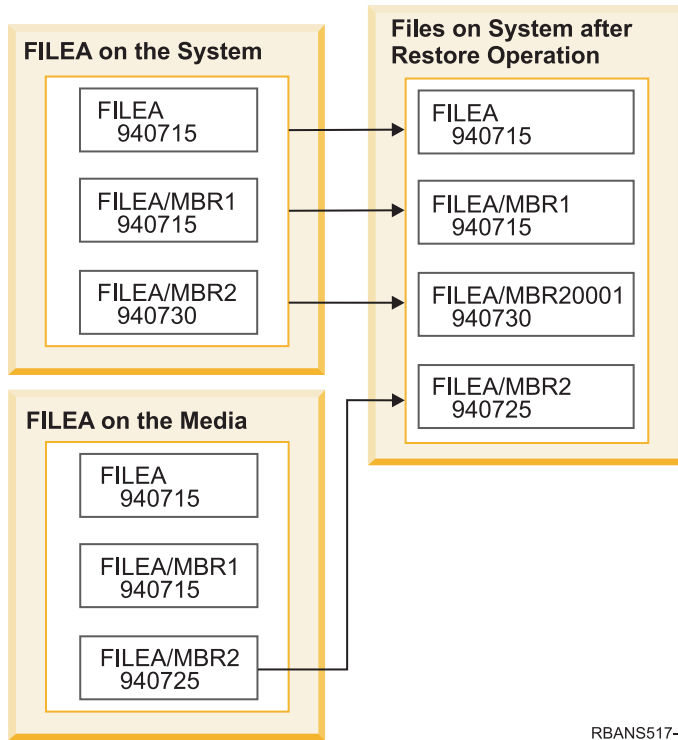 FILEA on the System
FILEA
940715
FILEA/MBR1
940715
FILEA/MBR2
940730
FILEA on the Media
FILEA
940715
FILEA/MBR1
940715
FILEA/MBR2
940725
Files on System after
Restore Operation
FILEA
940715
FILEA/MBR1
940715
FILEA/MBR20001
940730
FILEA/MBR2
940725
RBANS517-